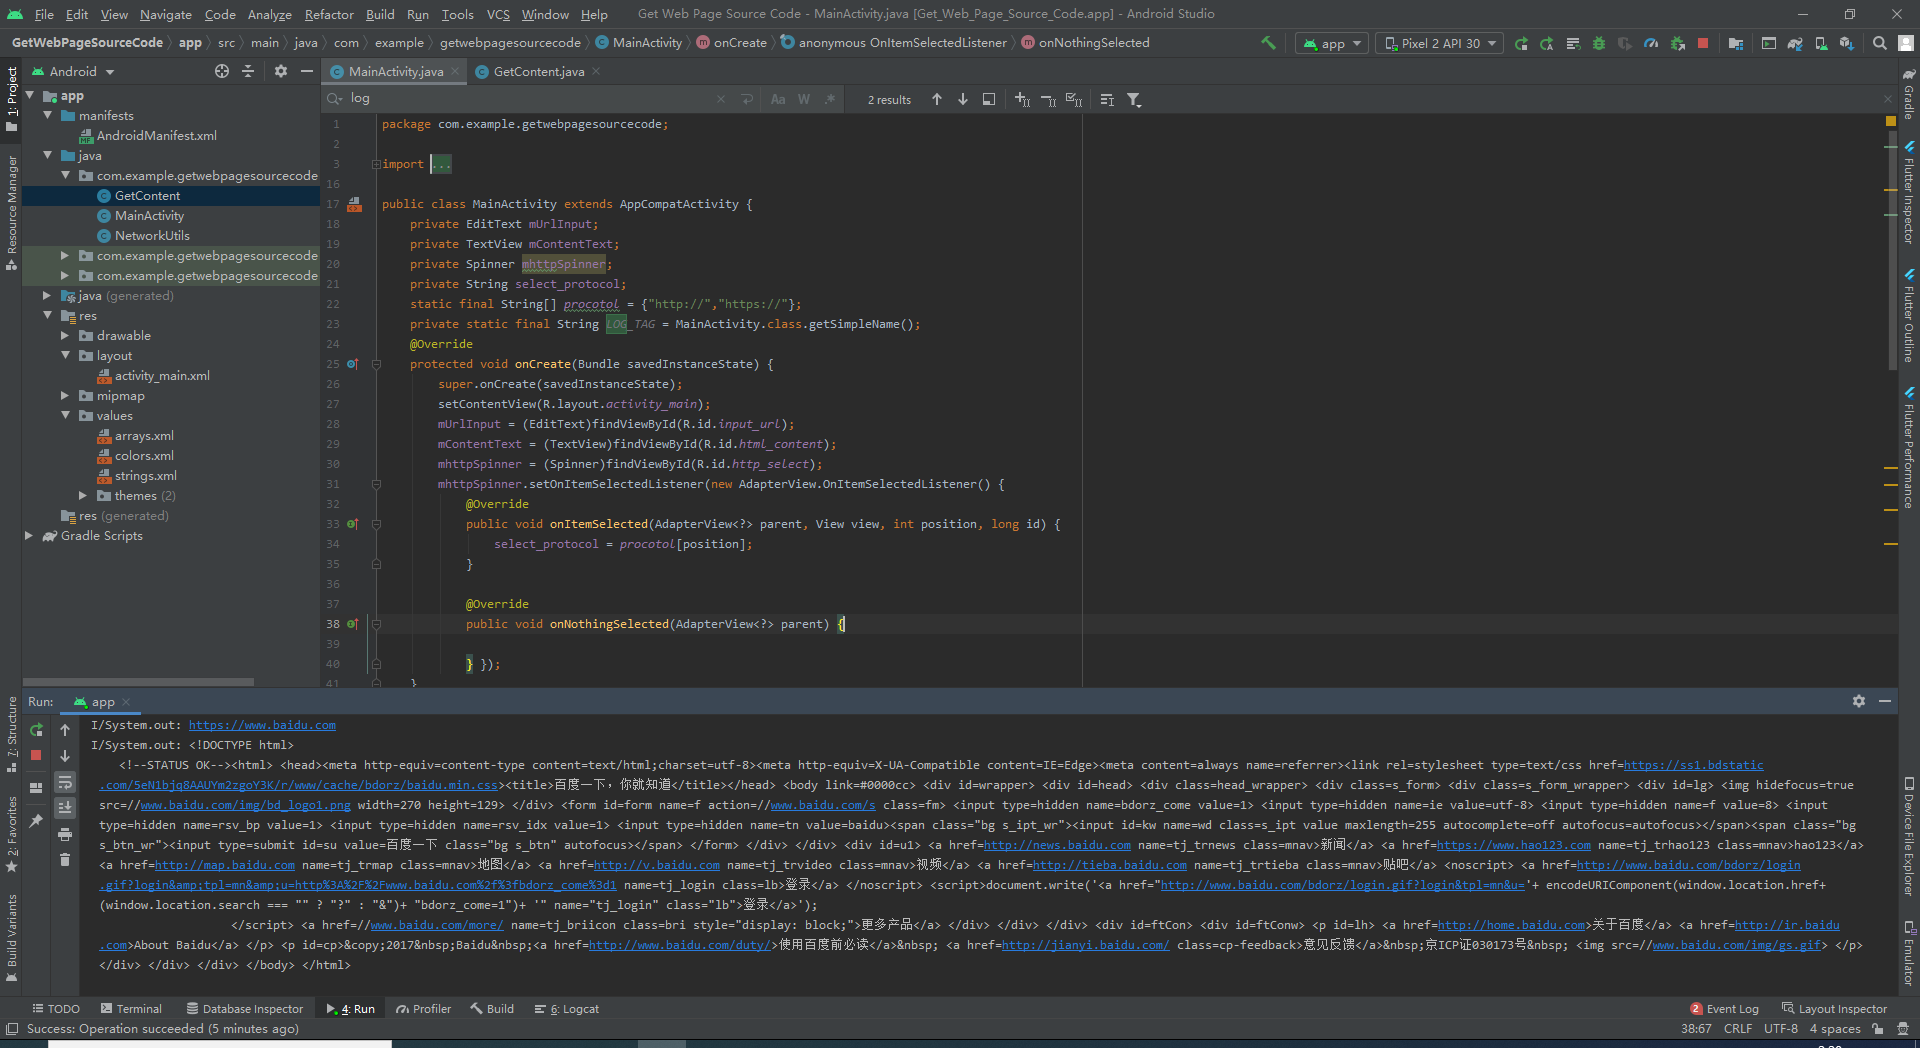 File Edit View Navigate Code Analyze Refactor Build Run Tools VCS Window Help Get Web Page Source Code - MainActivity.java [Get_Web_Page_Source_Code.app] - Android Studio
GetWebPageSourceCode app src main java com example getwebpagesourcecode MainActivity onCreate anonymous OnItemSelectedListener onNothingSelected app Pixel 2 API 30
Android
MainActivity.java GetContent.java
log 2 results
Aa W .*
1: Project
Resource Manager
7: Structure
2: Favorites
Build Variants
app
manifests
AndroidManifest.xml
java
com.example.getwebpagesourcecode
GetContent
MainActivity
NetworkUtils
com.example.getwebpagesourcecode
com.example.getwebpagesourcecode
java (generated)
res
drawable
layout
activity_main.xml
mipmap
values
arrays.xml
colors.xml
strings.xml
themes (2)
res (generated)
Gradle Scripts
1 package com.example.getwebpagesourcecode;
2
3 import ...
16
17 public class MainActivity extends AppCompatActivity {
18 private EditText mUrlInput;
19 private TextView mContentText;
20 private Spinner mhttpSpinner;
21 private String select_protocol;
22 static final String[] procotol = {"http://","https://"};
23 private static final String LOG_TAG = MainActivity.class.getSimpleName();
24 @Override
25 protected void onCreate(Bundle savedInstanceState) {
26 super.onCreate(savedInstanceState);
27 setContentView(R.layout.activity_main);
28 mUrlInput = (EditText)findViewById(R.id.input_url);
29 mContentText = (TextView)findViewById(R.id.html_content);
30 mhttpSpinner = (Spinner)findViewById(R.id.http_select);
31 mhttpSpinner.setOnItemSelectedListener(new AdapterView.OnItemSelectedListener() {
32 @Override
33 public void onItemSelected(AdapterView<?> parent, View view, int position, long id) {
34 select_protocol = procotol[position];
35 }
36
37 @Override
38 public void onNothingSelected(AdapterView<?> parent) {
39
40 } });
41 }
Gradle
Flutter Inspector
Flutter Outline
Flutter Performance
Device File Explorer
Emulator
Run: app
I/System.out: https://www.baidu.com
I/System.out: <!DOCTYPE html>
<!--STATUS OK--><html> <head><meta http-equiv=content-type content=text/html;charset=utf-8><meta http-equiv=X-UA-Compatible content=IE=Edge><meta content=always name=referrer><link rel=stylesheet type=text/css href=https://ss1.bdstatic
.com/5eN1bjq8AAUYm2zgoY3K/r/www/cache/bdorz/baidu.min.css><title>百度一下，你就知道</title></head> <body link=#0000cc> <div id=wrapper> <div id=head> <div class=head_wrapper> <div class=s_form> <div class=s_form_wrapper> <div id=lg> <img hidefocus=true
src=//www.baidu.com/img/bd_logo1.png width=270 height=129> </div> <form id=form name=f action=//www.baidu.com/s class=fm> <input type=hidden name=bdorz_come value=1> <input type=hidden name=ie value=utf-8> <input type=hidden name=f value=8> <input
type=hidden name=rsv_bp value=1> <input type=hidden name=rsv_idx value=1> <input type=hidden name=tn value=baidu><span class="bg s_ipt_wr"><input id=kw name=wd class=s_ipt value maxlength=255 autocomplete=off autofocus=autofocus></span><span class="bg
s_btn_wr"><input type=submit id=su value=百度一下 class="bg s_btn" autofocus></span> </form> </div> </div> <div id=u1> <a href=http://news.baidu.com name=tj_trnews class=mnav>新闻</a> <a href=https://www.hao123.com name=tj_trhao123 class=mnav>hao123</a>
<a href=http://map.baidu.com name=tj_trmap class=mnav>地图</a> <a href=http://v.baidu.com name=tj_trvideo class=mnav>视频</a> <a href=http://tieba.baidu.com name=tj_trtieba class=mnav>贴吧</a> <noscript> <a href=http://www.baidu.com/bdorz/login
.gif?login&amp;tpl=mn&amp;u=http%3A%2F%2Fwww.baidu.com%2f%3fbdorz_come%3d1 name=tj_login class=lb>登录</a> </noscript> <script>document.write('<a href="http://www.baidu.com/bdorz/login.gif?login&tpl=mn&u='+ encodeURIComponent(window.location.href+
(window.location.search === "" ? "?" : "&")+ "bdorz_come=1")+ '" name="tj_login" class="lb">登录</a>');
</script> <a href=//www.baidu.com/more/ name=tj_briicon class=bri style="display: block;">更多产品</a> </div> </div> </div> <div id=ftCon> <div id=ftConw> <p id=lh> <a href=http://home.baidu.com>关于百度</a> <a href=http://ir.baidu
.com>About Baidu</a> </p> <p id=cp>&copy;2017&nbsp;Baidu&nbsp;<a href=http://www.baidu.com/duty/>使用百度前必读</a>&nbsp; <a href=http://jianyi.baidu.com/ class=cp-feedback>意见反馈</a>&nbsp;京ICP证030173号&nbsp; <img src=//www.baidu.com/img/gs.gif> </p>
</div> </div> </div> </body> </html>
TODO Terminal Database Inspector 4: Run Profiler Build 6: Logcat 2 Event Log Layout Inspector
Success: Operation succeeded (5 minutes ago) 38:67 CRLF UTF-8 4 spaces